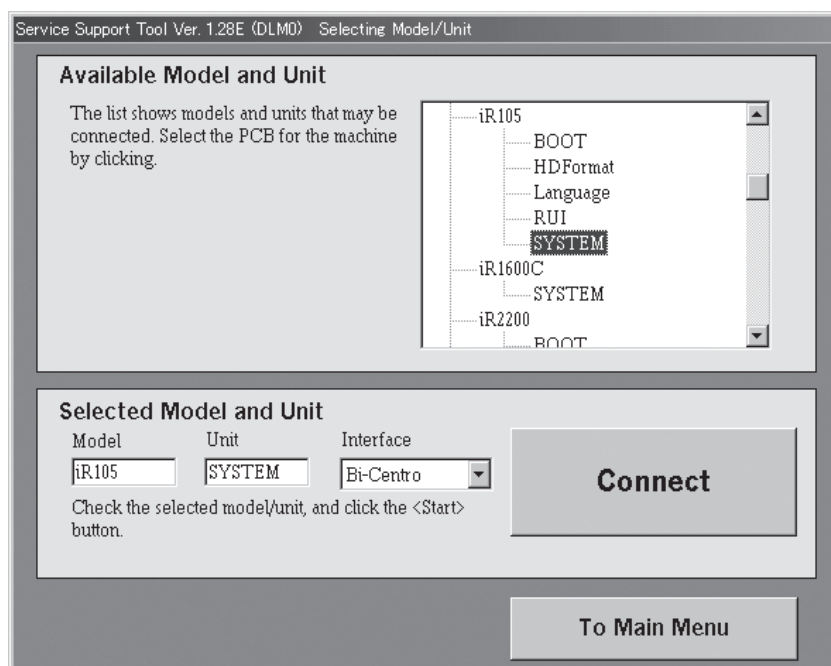 Service Support Tool Ver. 1.28E (DLM0) Selecting Model/Unit
Available Model and Unit
The list shows models and units that may be
connected. Select the PCB for the machine
by clicking.
iR105
BOOT
HDFormat
Language
RUI
SYSTEM
iR1600C
SYSTEM
iR2200
BOOT
Selected Model and Unit
Model Unit Interface
iR105 SYSTEM Bi-Centro
Check the selected model/unit, and click the <Start>
button.
Connect
To Main Menu